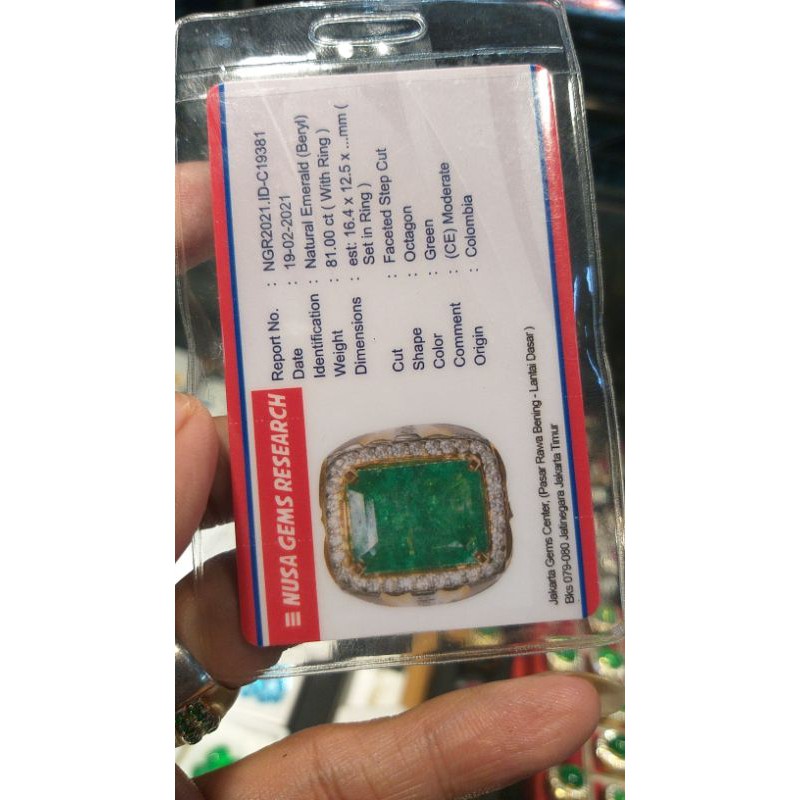 NUSA GEMS RESEARCH
Report No. : NGR2021.ID-C19381
Date : 19-02-2021
Identification : Natural Emerald (Beryl)
Weight : 81.00 ct ( With Ring )
Dimensions : est: 16.4 x 12.5 x ...mm (
Set in Ring )
Cut : Faceted Step Cut
Shape : Octagon
Color : Green
Comment : (CE) Moderate
Origin : Colombia
Jakarta Gems Center, (Pasar Rawa Bening - Lantai Dasar )
Bks 079-080 Jatinegara Jakarta Timur